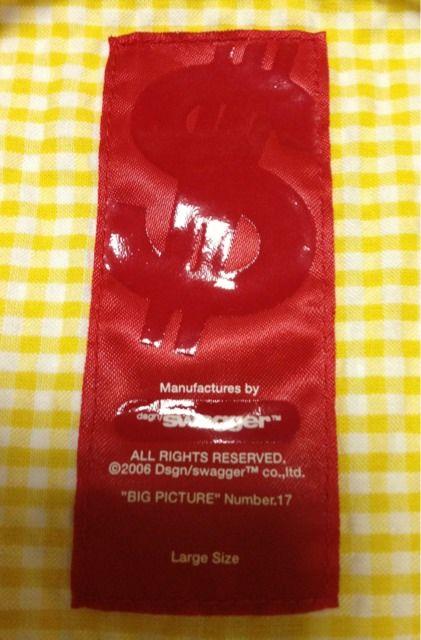 $
Manufactures by
dsgn/swagger™
ALL RIGHTS RESERVED.
©2006 Dsgn/swagger™ co.,ltd.
"BIG PICTURE" Number.17
Large Size